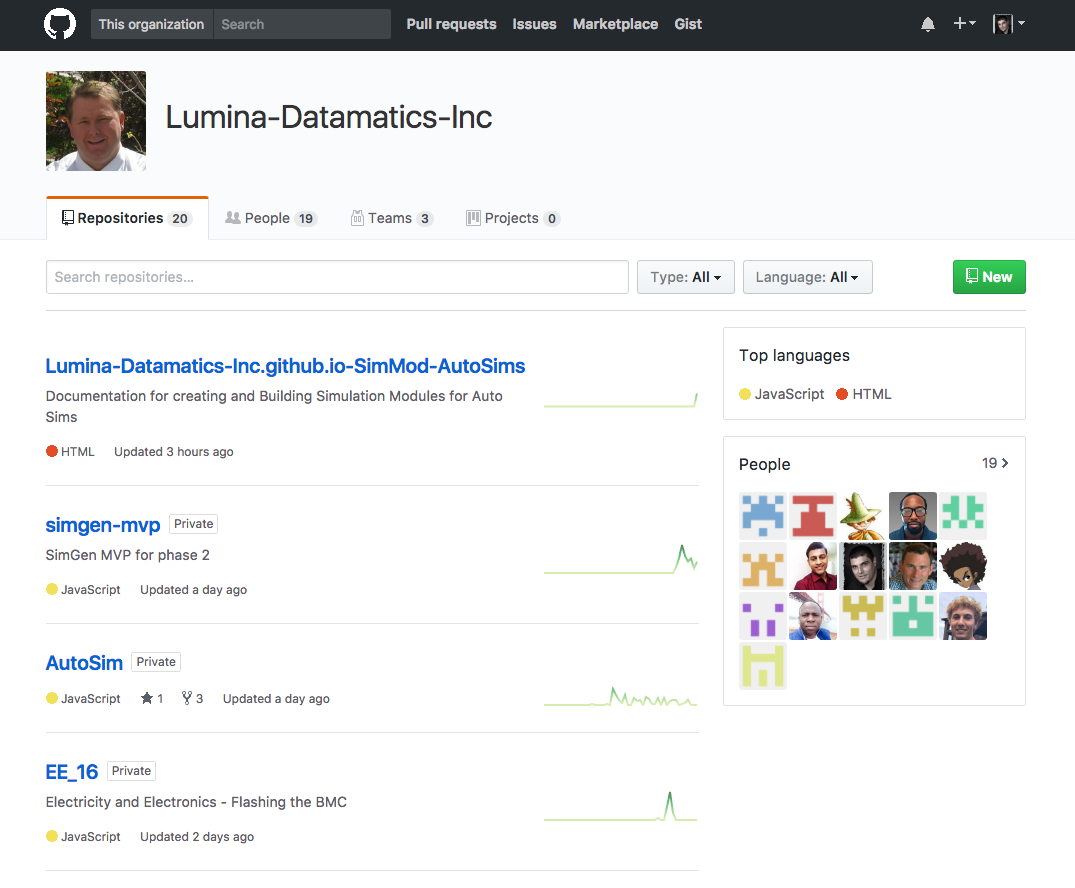 This organization Search Pull requests Issues Marketplace Gist
Lumina-Datamatics-Inc
Repositories 20 People 19 Teams 3 Projects 0
Search repositories... Type: All Language: All New
Lumina-Datamatics-Inc.github.io-SimMod-AutoSims
Documentation for creating and Building Simulation Modules for Auto
Sims
HTML Updated 3 hours ago
simgen-mvp Private
SimGen MVP for phase 2
JavaScript Updated a day ago
AutoSim Private
JavaScript 1 3 Updated a day ago
EE_16 Private
Electricity and Electronics - Flashing the BMC
JavaScript Updated 2 days ago
Top languages
JavaScript HTML
People 19